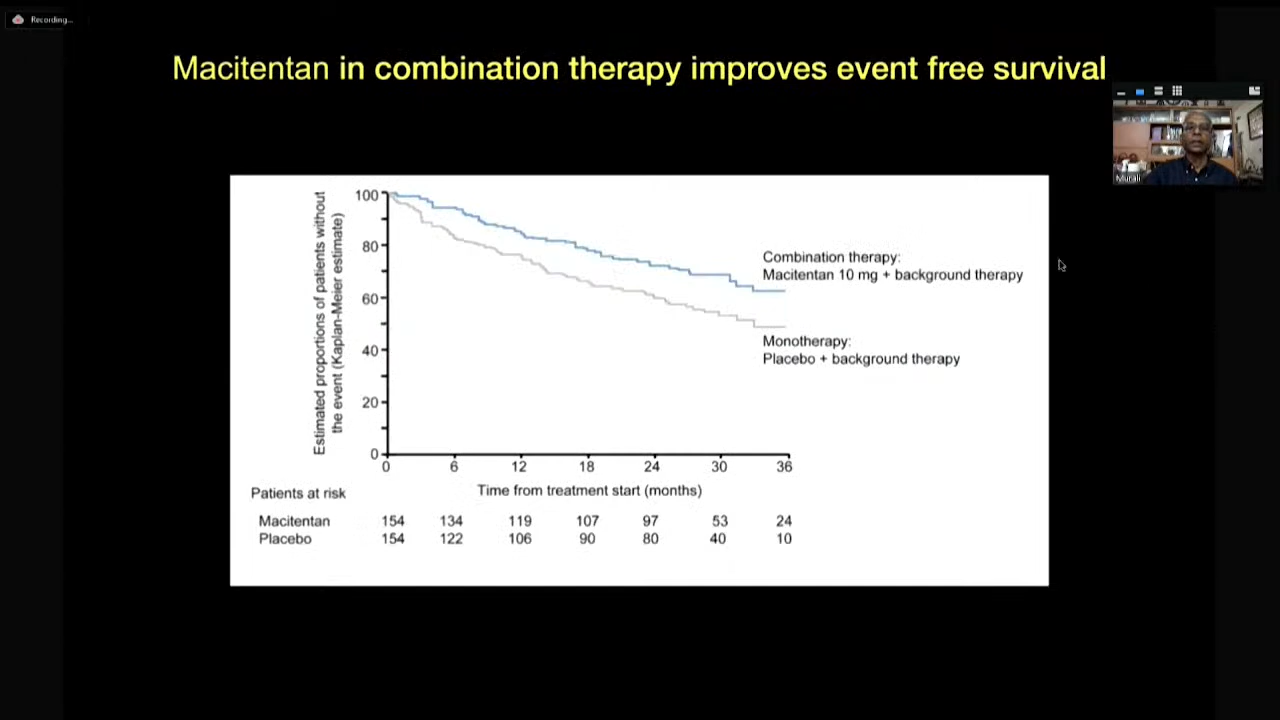 Recording...
Macitentan in combination therapy improves event free survival
Murali
Estimated proportions of patients without
the event (Kaplan-Meier estimate)
100
80
60
40
20
0
Combination therapy:
Macitentan 10 mg + background therapy
Monotherapy:
Placebo + background therapy
0 6 12 18 24 30 36
Time from treatment start (months)
Patients at risk
Macitentan 154 134 119 107 97 53 24
Placebo 154 122 106 90 80 40 10